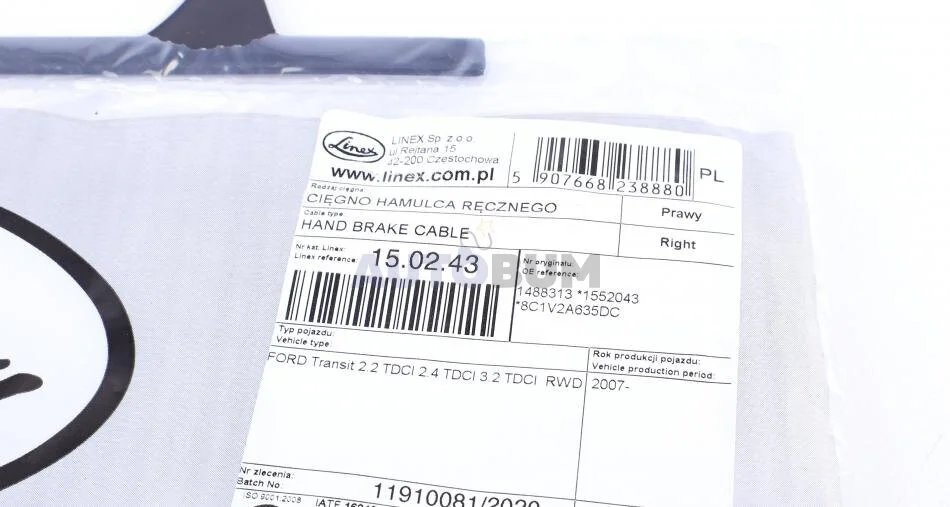 Linex
LINEX Sp. z o.o.
ul Rejtana 15
42-200 Częstochowa
www.linex.com.pl
5 907668 238880
PL
Rodzaj cięgna:
CIĘGNO HAMULCA RĘCZNEGO
Prawy
Cable type:
HAND BRAKE CABLE
Right
Nr kat. Linex:
Linex reference:
15.02.43
Nr oryginału:
OE reference:
1488313 *1552043
*8C1V2A635DC
AUTOBUM
Typ pojazdu:
Vehicle type:
Rok produkcji pojazdu:
Vehicle production period:
FORD Transit 2.2 TDCI 2.4 TDCI 3.2 TDCI RWD
2007-
Nr zlecenia:
Batch No:
11910081/2020
ISO 9001:2008
IATF